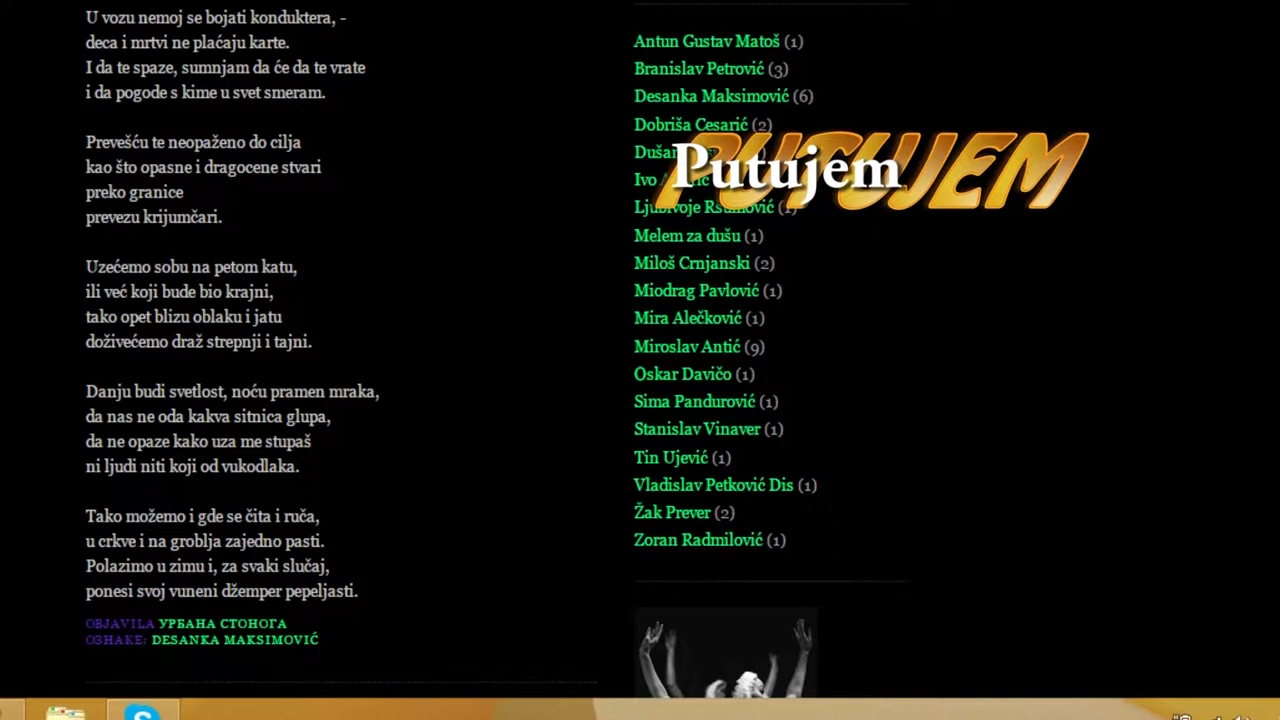 U vozu nemoj se bojati konduktera, -
deca i mrtvi ne plaćaju karte.
I da te spaze, sumnjam da će da te vrate
i da pogode s kime u svet smeram.
Prevešću te neopaženo do cilja
kao što opasne i dragocene stvari
preko granice
prevezu krijumčari.
Uzećemo sobu na petom katu,
ili već koji bude bio krajni,
tako opet blizu oblaku i jatu
doživećemo draž strepnji i tajni.
Danju budi svetlost, noću pramen mraka,
da nas ne oda kakva sitnica glupa,
da ne opaze kako uza me stupaš
ni ljudi niti koji od vukodlaka.
Tako možemo i gde se čita i ruča,
u crkve i na groblja zajedno pasti.
Polazimo u zimu i, za svaki slučaj,
ponesi svoj vuneni džemper pepeljasti.
OBJAVILA УРБАНА СТОНОГА
ОЗНАКЕ: DESANKA MAKSIMOVIĆ
Antun Gustav Matoš (1)
Branislav Petrović (3)
Desanka Maksimović (6)
Dobriša Cesarić (2)
PUTUJEM
Putujem
Ivo
Melem za dušu (1)
Miloš Crnjanski (2)
Miodrag Pavlović (1)
Mira Alečković (1)
Miroslav Antić (9)
Oskar Davičo (1)
Sima Pandurović (1)
Stanislav Vinaver (1)
Tin Ujević (1)
Vladislav Petković Dis (1)
Žak Prever (2)
Zoran Radmilović (1)